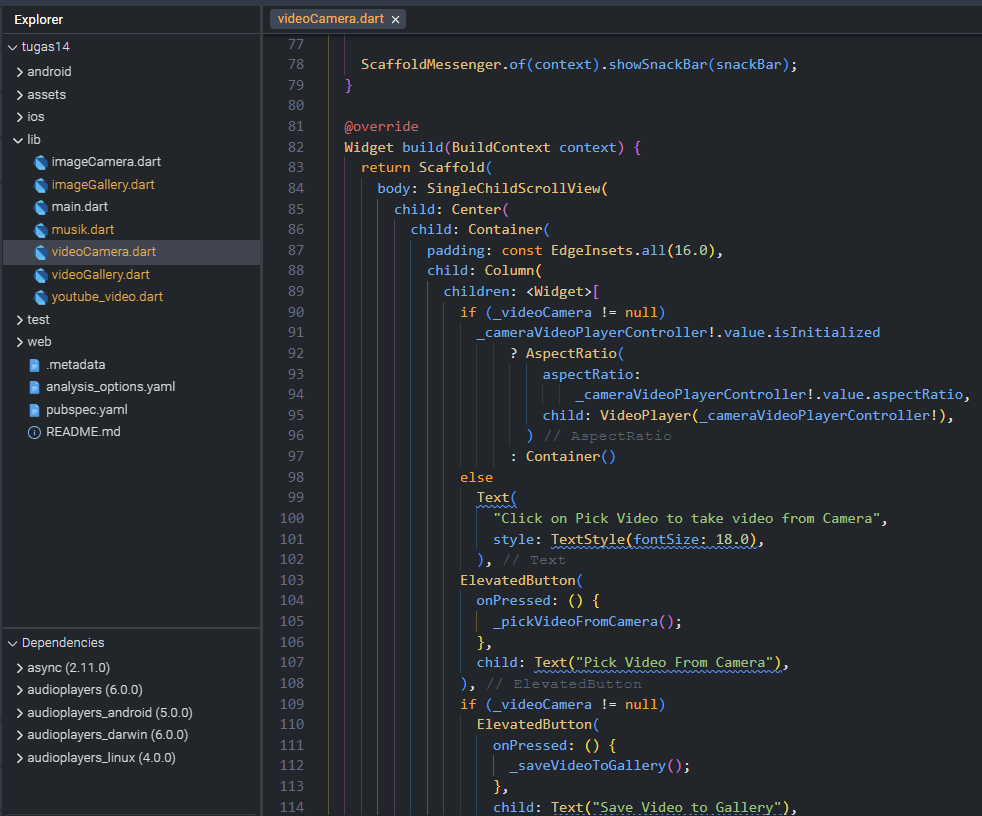 Explorer
tugas14
android
assets
ios
lib
imageCamera.dart
imageGallery.dart
main.dart
musik.dart
videoCamera.dart
videoGallery.dart
youtube_video.dart
test
web
.metadata
analysis_options.yaml
pubspec.yaml
README.md
Dependencies
async (2.11.0)
audioplayers (6.0.0)
audioplayers_android (5.0.0)
audioplayers_darwin (6.0.0)
audioplayers_linux (4.0.0)
videoCamera.dart ×
77
78 ScaffoldMessenger.of(context).showSnackBar(snackBar);
79 }
80
81 @override
82 Widget build(BuildContext context) {
83 return Scaffold(
84 body: SingleChildScrollView(
85 child: Center(
86 child: Container(
87 padding: const EdgeInsets.all(16.0),
88 child: Column(
89 children: <Widget>[
90 if (_videoCamera != null)
91 _cameraVideoPlayerController!.value.isInitialized
92 ? AspectRatio(
93 aspectRatio:
94 _cameraVideoPlayerController!.value.aspectRatio,
95 child: VideoPlayer(_cameraVideoPlayerController!),
96 ) // AspectRatio
97 : Container()
98 else
99 Text(
100 "Click on Pick Video to take video from Camera",
101 style: TextStyle(fontSize: 18.0),
102 ), // Text
103 ElevatedButton(
104 onPressed: () {
105 _pickVideoFromCamera();
106 },
107 child: Text("Pick Video From Camera"),
108 ), // ElevatedButton
109 if (_videoCamera != null)
110 ElevatedButton(
111 onPressed: () {
112 _saveVideoToGallery();
113 },
114 child: Text("Save Video to Gallery"),